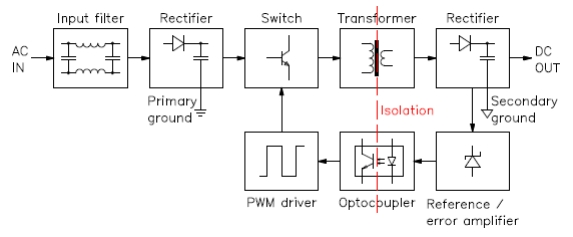 Input filter
Rectifier
Switch
Transformer
Rectifier
AC
IN
DC
OUT
Primary
ground
Isolation
Secondary
ground
PWM driver
Optocoupler
Reference /
error amplifier